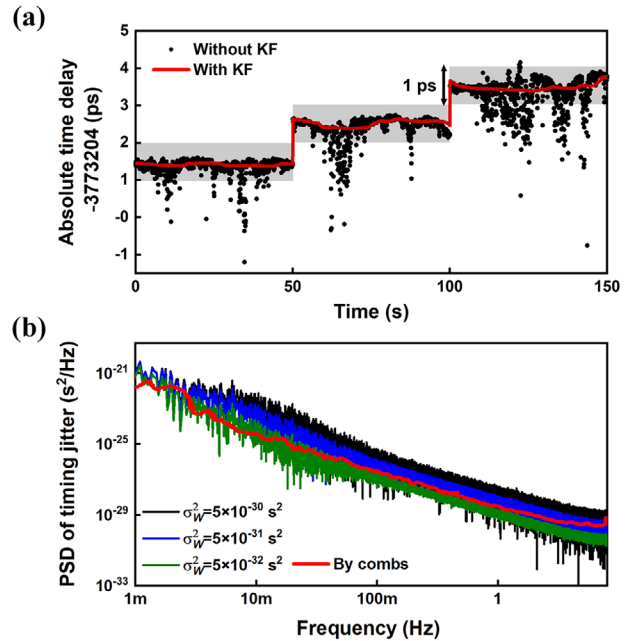 (a)
Without KF
With KF
1 ps
Absolute time delay
-3773204 (ps)
5
4
3
2
1
-0
-1
0
50
100
150
Time (s)
(b)
PSD of timing jitter (s²/Hz)
10⁻²¹
10⁻²⁵
10⁻²⁹
10⁻³³
σ²_W=5×10⁻³⁰ s²
σ²_W=5×10⁻³¹ s²
σ²_W=5×10⁻³² s²
By combs
1m
10m
100m
1
Frequency (Hz)